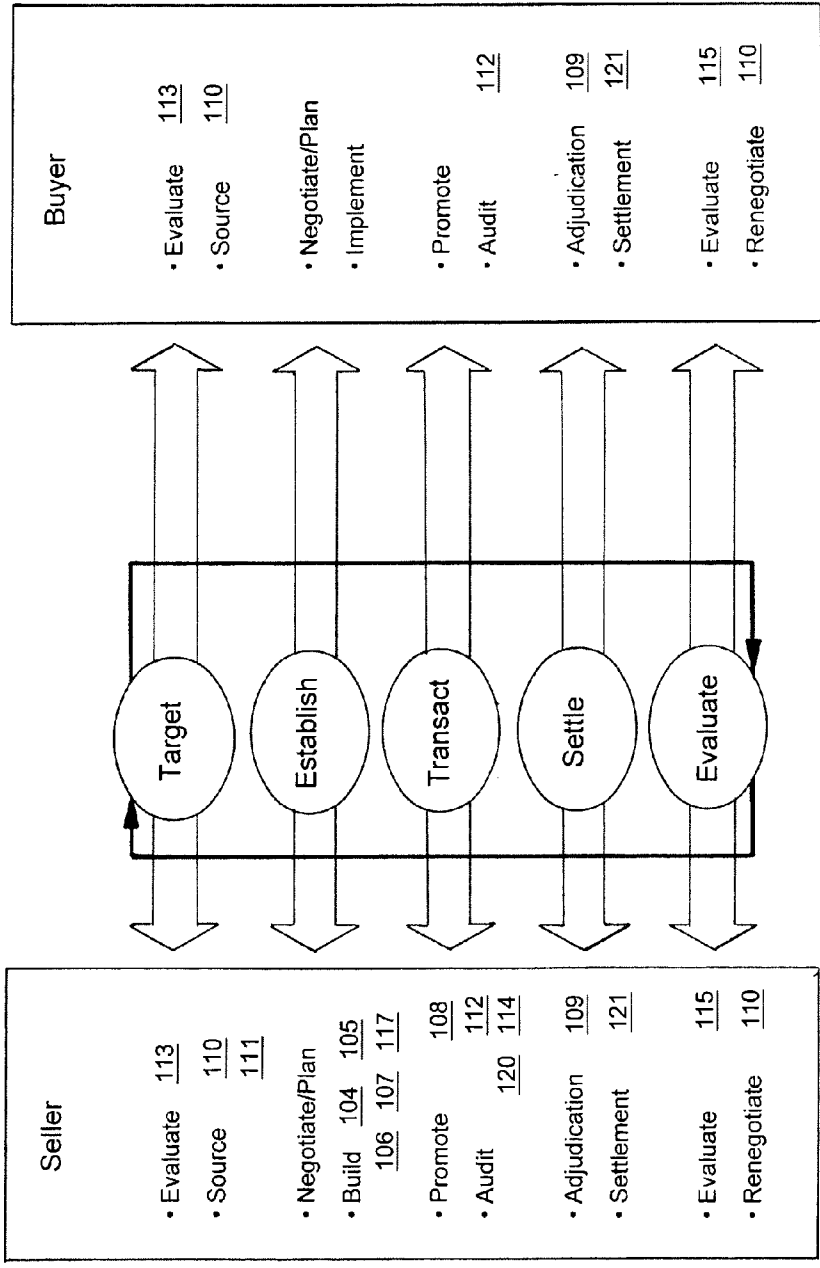 Seller
• Evaluate 113
• Source 110
111
• Negotiate/Plan
• Build 104 105
106 107 117
• Promote 108
• Audit 112
120 114
• Adjudication 109
• Settlement 121
• Evaluate 115
• Renegotiate 110
Target
Establish
Transact
Settle
Evaluate
Buyer
• Evaluate 113
• Source 110
• Negotiate/Plan
• Implement
• Promote
• Audit 112
• Adjudication 109
• Settlement 121
• Evaluate 115
• Renegotiate 110